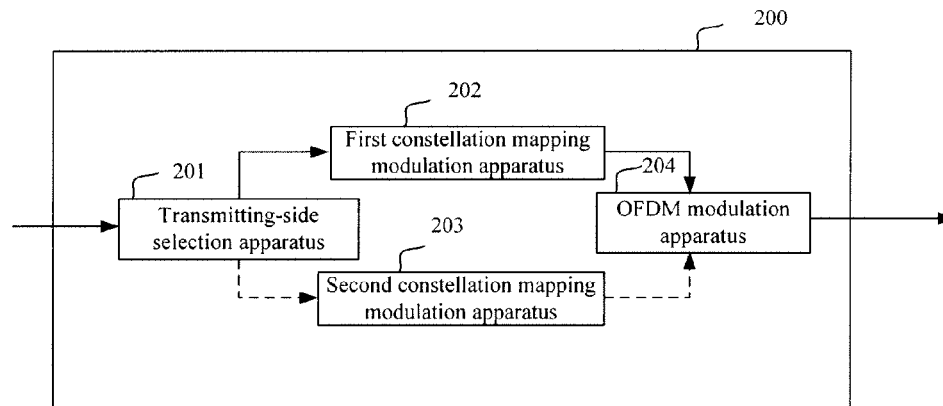 200
202
First constellation mapping
modulation apparatus
201
Transmitting-side
selection apparatus
204
OFDM modulation
apparatus
203
Second constellation mapping
modulation apparatus